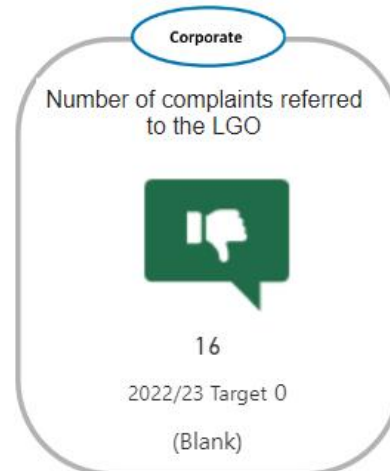 Corporate
Number of complaints referred
to the LGO
16
2022/23 Target 0
(Blank)